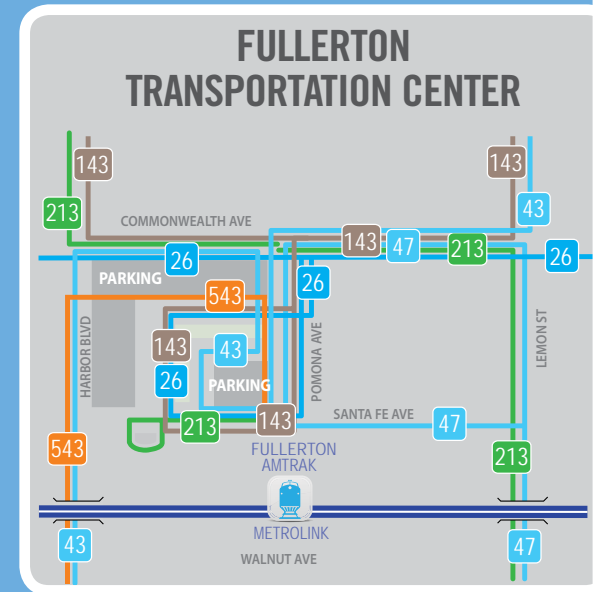 FULLERTON
TRANSPORTATION CENTER
143
143
213
43
COMMONWEALTH AVE
143
47
213
26
26
PARKING
26
543
HARBOR BLVD
143
43
POMONA AVE
LEMON ST
26
PARKING
213
143
SANTA FE AVE
47
543
FULLERTON
AMTRAK
213
METROLINK
43
47
WALNUT AVE